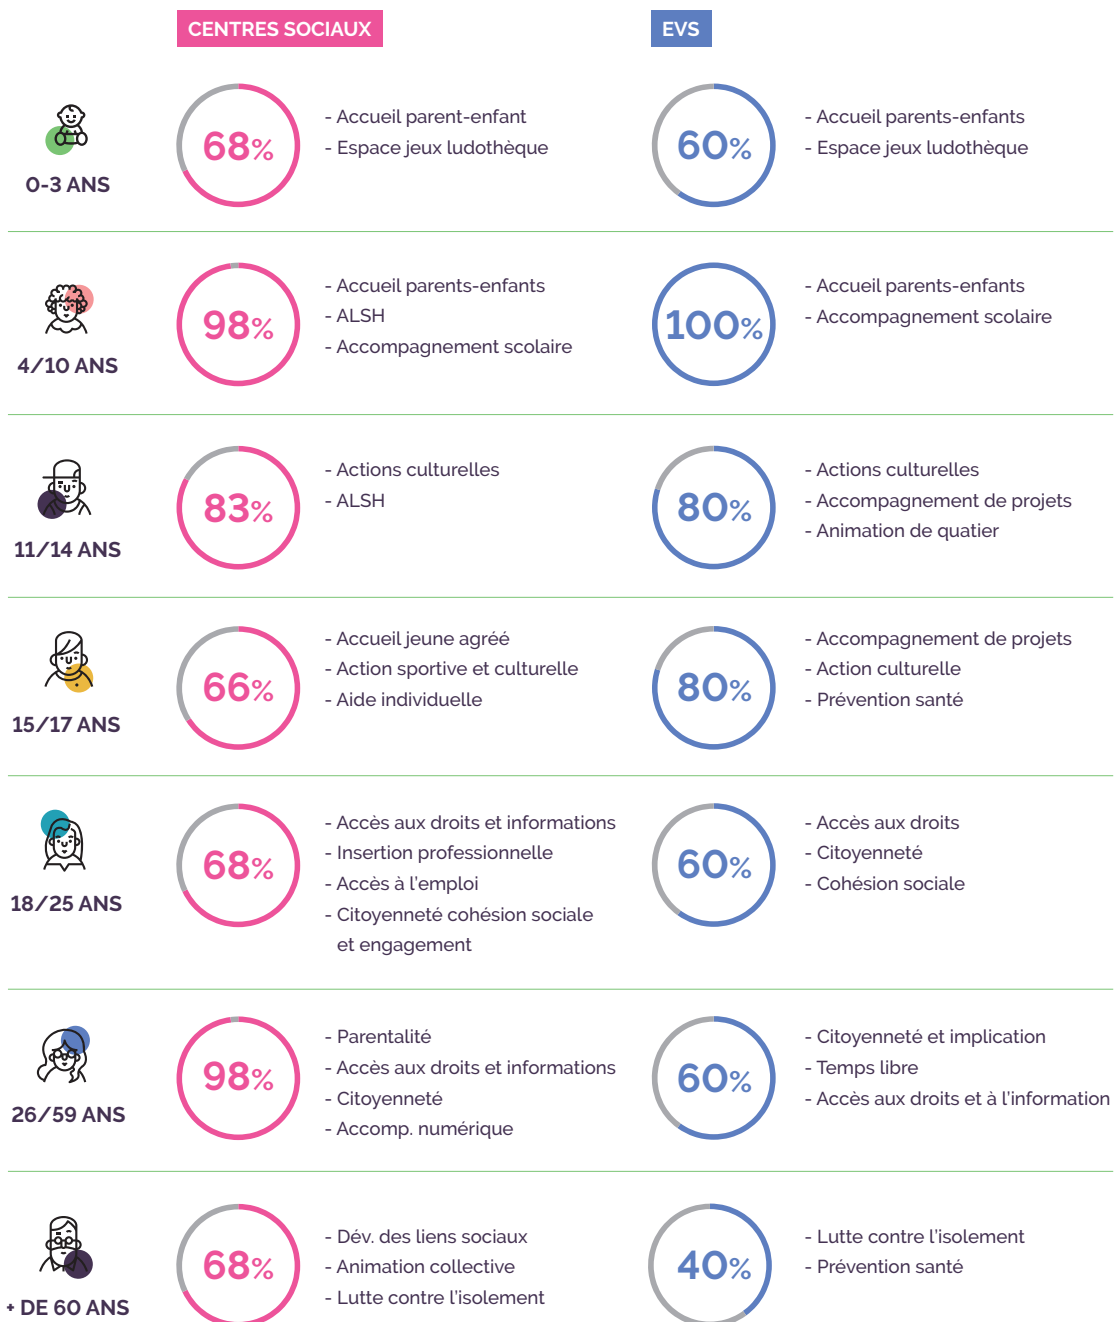 CENTRES SOCIAUX
EVS
0-3 ANS
68%
- Accueil parent-enfant
- Espace jeux ludothèque
60%
- Accueil parents-enfants
- Espace jeux ludothèque
4/10 ANS
98%
- Accueil parents-enfants
- ALSH
- Accompagnement scolaire
100%
- Accueil parents-enfants
- Accompagnement scolaire
11/14 ANS
83%
- Actions culturelles
- ALSH
80%
- Actions culturelles
- Accompagnement de projets
- Animation de quatier
15/17 ANS
66%
- Accueil jeune agréé
- Action sportive et culturelle
- Aide individuelle
80%
- Accompagnement de projets
- Action culturelle
- Prévention santé
18/25 ANS
68%
- Accès aux droits et informations
- Insertion professionnelle
- Accès à l'emploi
- Citoyenneté cohésion sociale
et engagement
60%
- Accès aux droits
- Citoyenneté
- Cohésion sociale
26/59 ANS
98%
- Parentalité
- Accès aux droits et informations
- Citoyenneté
- Accomp. numérique
60%
- Citoyenneté et implication
- Temps libre
- Accès aux droits et à l'information
+ DE 60 ANS
68%
- Dév. des liens sociaux
- Animation collective
- Lutte contre l'isolement
40%
- Lutte contre l'isolement
- Prévention santé